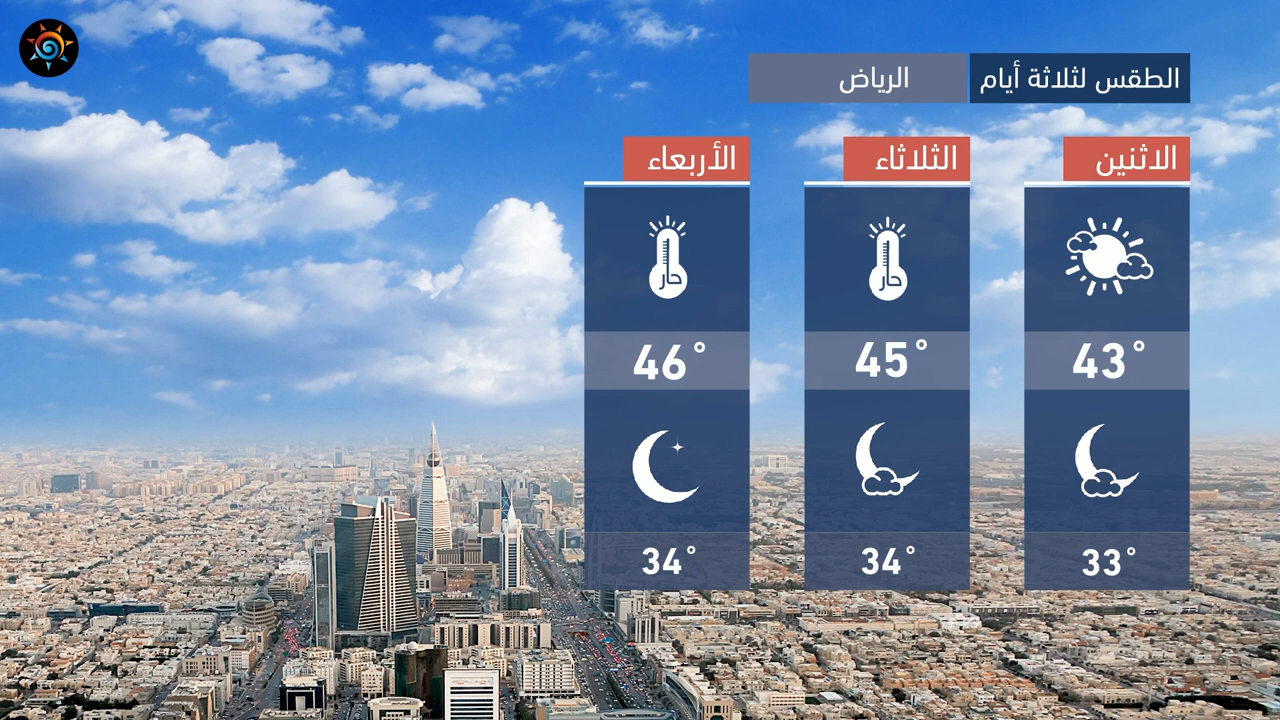 الطقس لثلاثة أيام
الرياض
الاثنين
الثلاثاء
الأربعاء
حار
حار
43°
45°
46°
33°
34°
34°